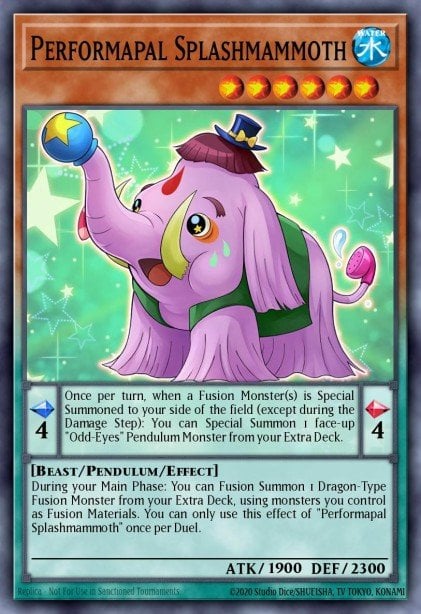 Performapal Splashmammoth
WATER
水
Once per turn, when a Fusion Monster(s) is Special
Summoned to your side of the field (except during the
Damage Step): You can Special Summon 1 face-up
"Odd-Eyes" Pendulum Monster from your Extra Deck.
4
4
[Beast/Pendulum/Effect]
During your Main Phase: You can Fusion Summon 1 Dragon-Type
Fusion Monster from your Extra Deck, using monsters you control
as Fusion Materials. You can only use this effect of "Performapal
Splashmammoth" once per Duel.
ATK/1900 DEF/2300
Replica - Not For Use in Sanctioned Tournaments
©2020 Studio Dice/SHUEISHA, TV TOKYO, KONAMI